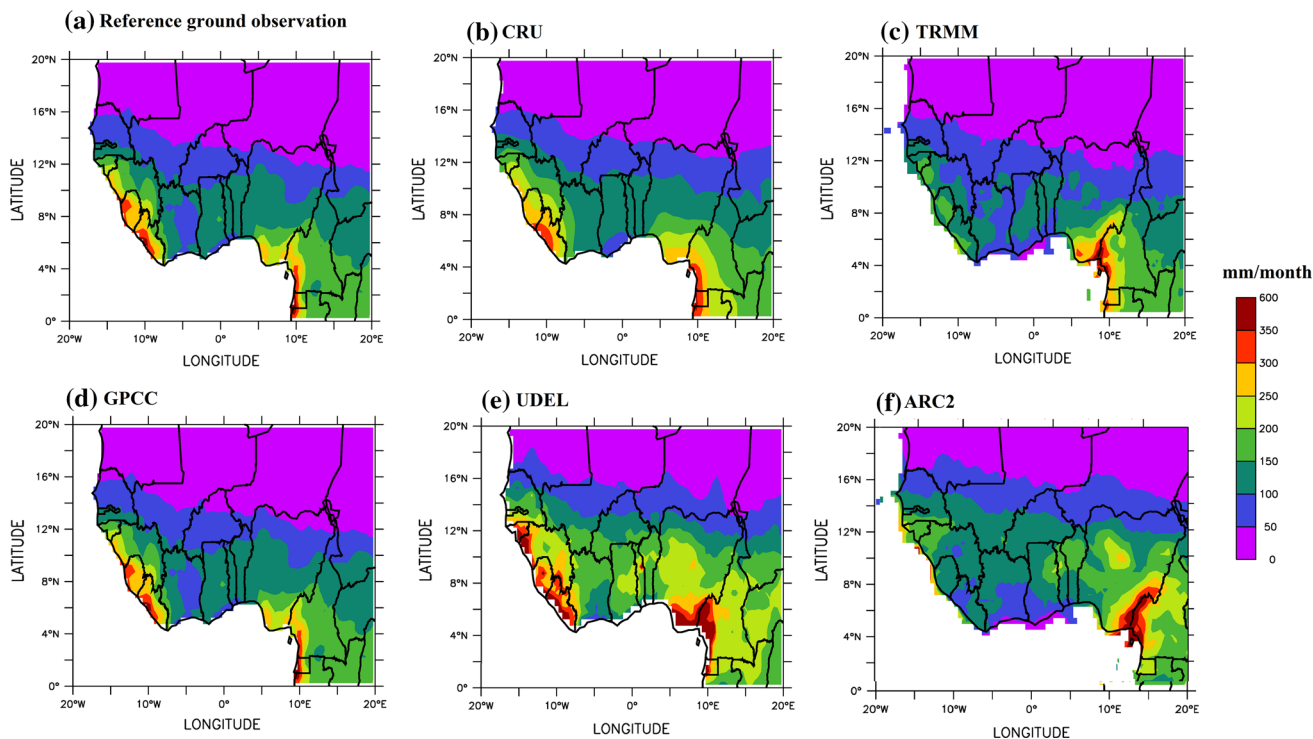 (a) Reference ground observation
(b) CRU
(c) TRMM
20°N
16°N
12°N
8°N
4°N
0°
LATITUDE
20°W
10°W
0°
10°E
20°E
LONGITUDE
20°N
16°N
12°N
8°N
4°N
0°
LATITUDE
20°W
10°W
0°
10°E
20°E
LONGITUDE
20°N
16°N
12°N
8°N
4°N
0°
LATITUDE
20°W
10°W
0°
10°E
20°E
LONGITUDE
mm/month
600
350
300
250
200
150
100
50
0
(d) GPCC
(e) UDEL
(f) ARC2
20°N
16°N
12°N
8°N
4°N
0°
LATITUDE
20°W
10°W
0°
10°E
20°E
LONGITUDE
20°N
16°N
12°N
8°N
4°N
0°
LATITUDE
20°W
10°W
0°
10°E
20°E
LONGITUDE
20°N
16°N
12°N
8°N
4°N
0°
LATITUDE
20°W
10°W
0°
10°E
20°E
LONGITUDE